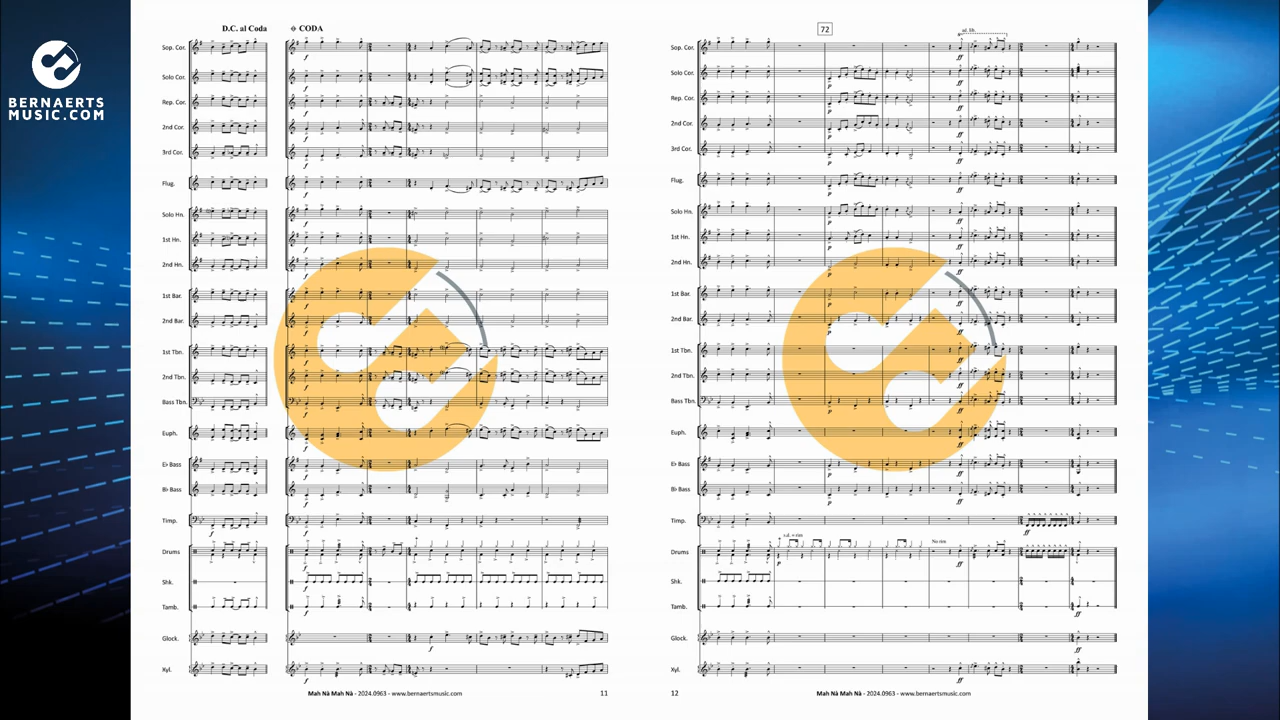 BERNAERTS
MUSIC.COM
D.C. al Coda
CODA
Sop. Cor.
Solo Cor.
Rep. Cor.
2nd Cor.
3rd Cor.
Flug.
Solo Hn.
1st Hn.
2nd Hn.
1st Bar.
2nd Bar.
1st Tbn.
2nd Tbn.
Bass Tbn.
Euph.
E♭ Bass
B♭ Bass
Timp.
Drums
Shk.
Tamb.
Glock.
Xyl.
Mah Nà Mah Nà - 2024.0963 - www.bernaertsmusic.com
11
72
ad. lib.
Sop. Cor.
Solo Cor.
Rep. Cor.
2nd Cor.
3rd Cor.
Flug.
Solo Hn.
1st Hn.
2nd Hn.
1st Bar.
2nd Bar.
1st Tbn.
2nd Tbn.
Bass Tbn.
Euph.
E♭ Bass
B♭ Bass
Timp.
s.d. = rim
No rim
Drums
Shk.
Tamb.
Glock.
Xyl.
12
Mah Nà Mah Nà - 2024.0963 - www.bernaertsmusic.com